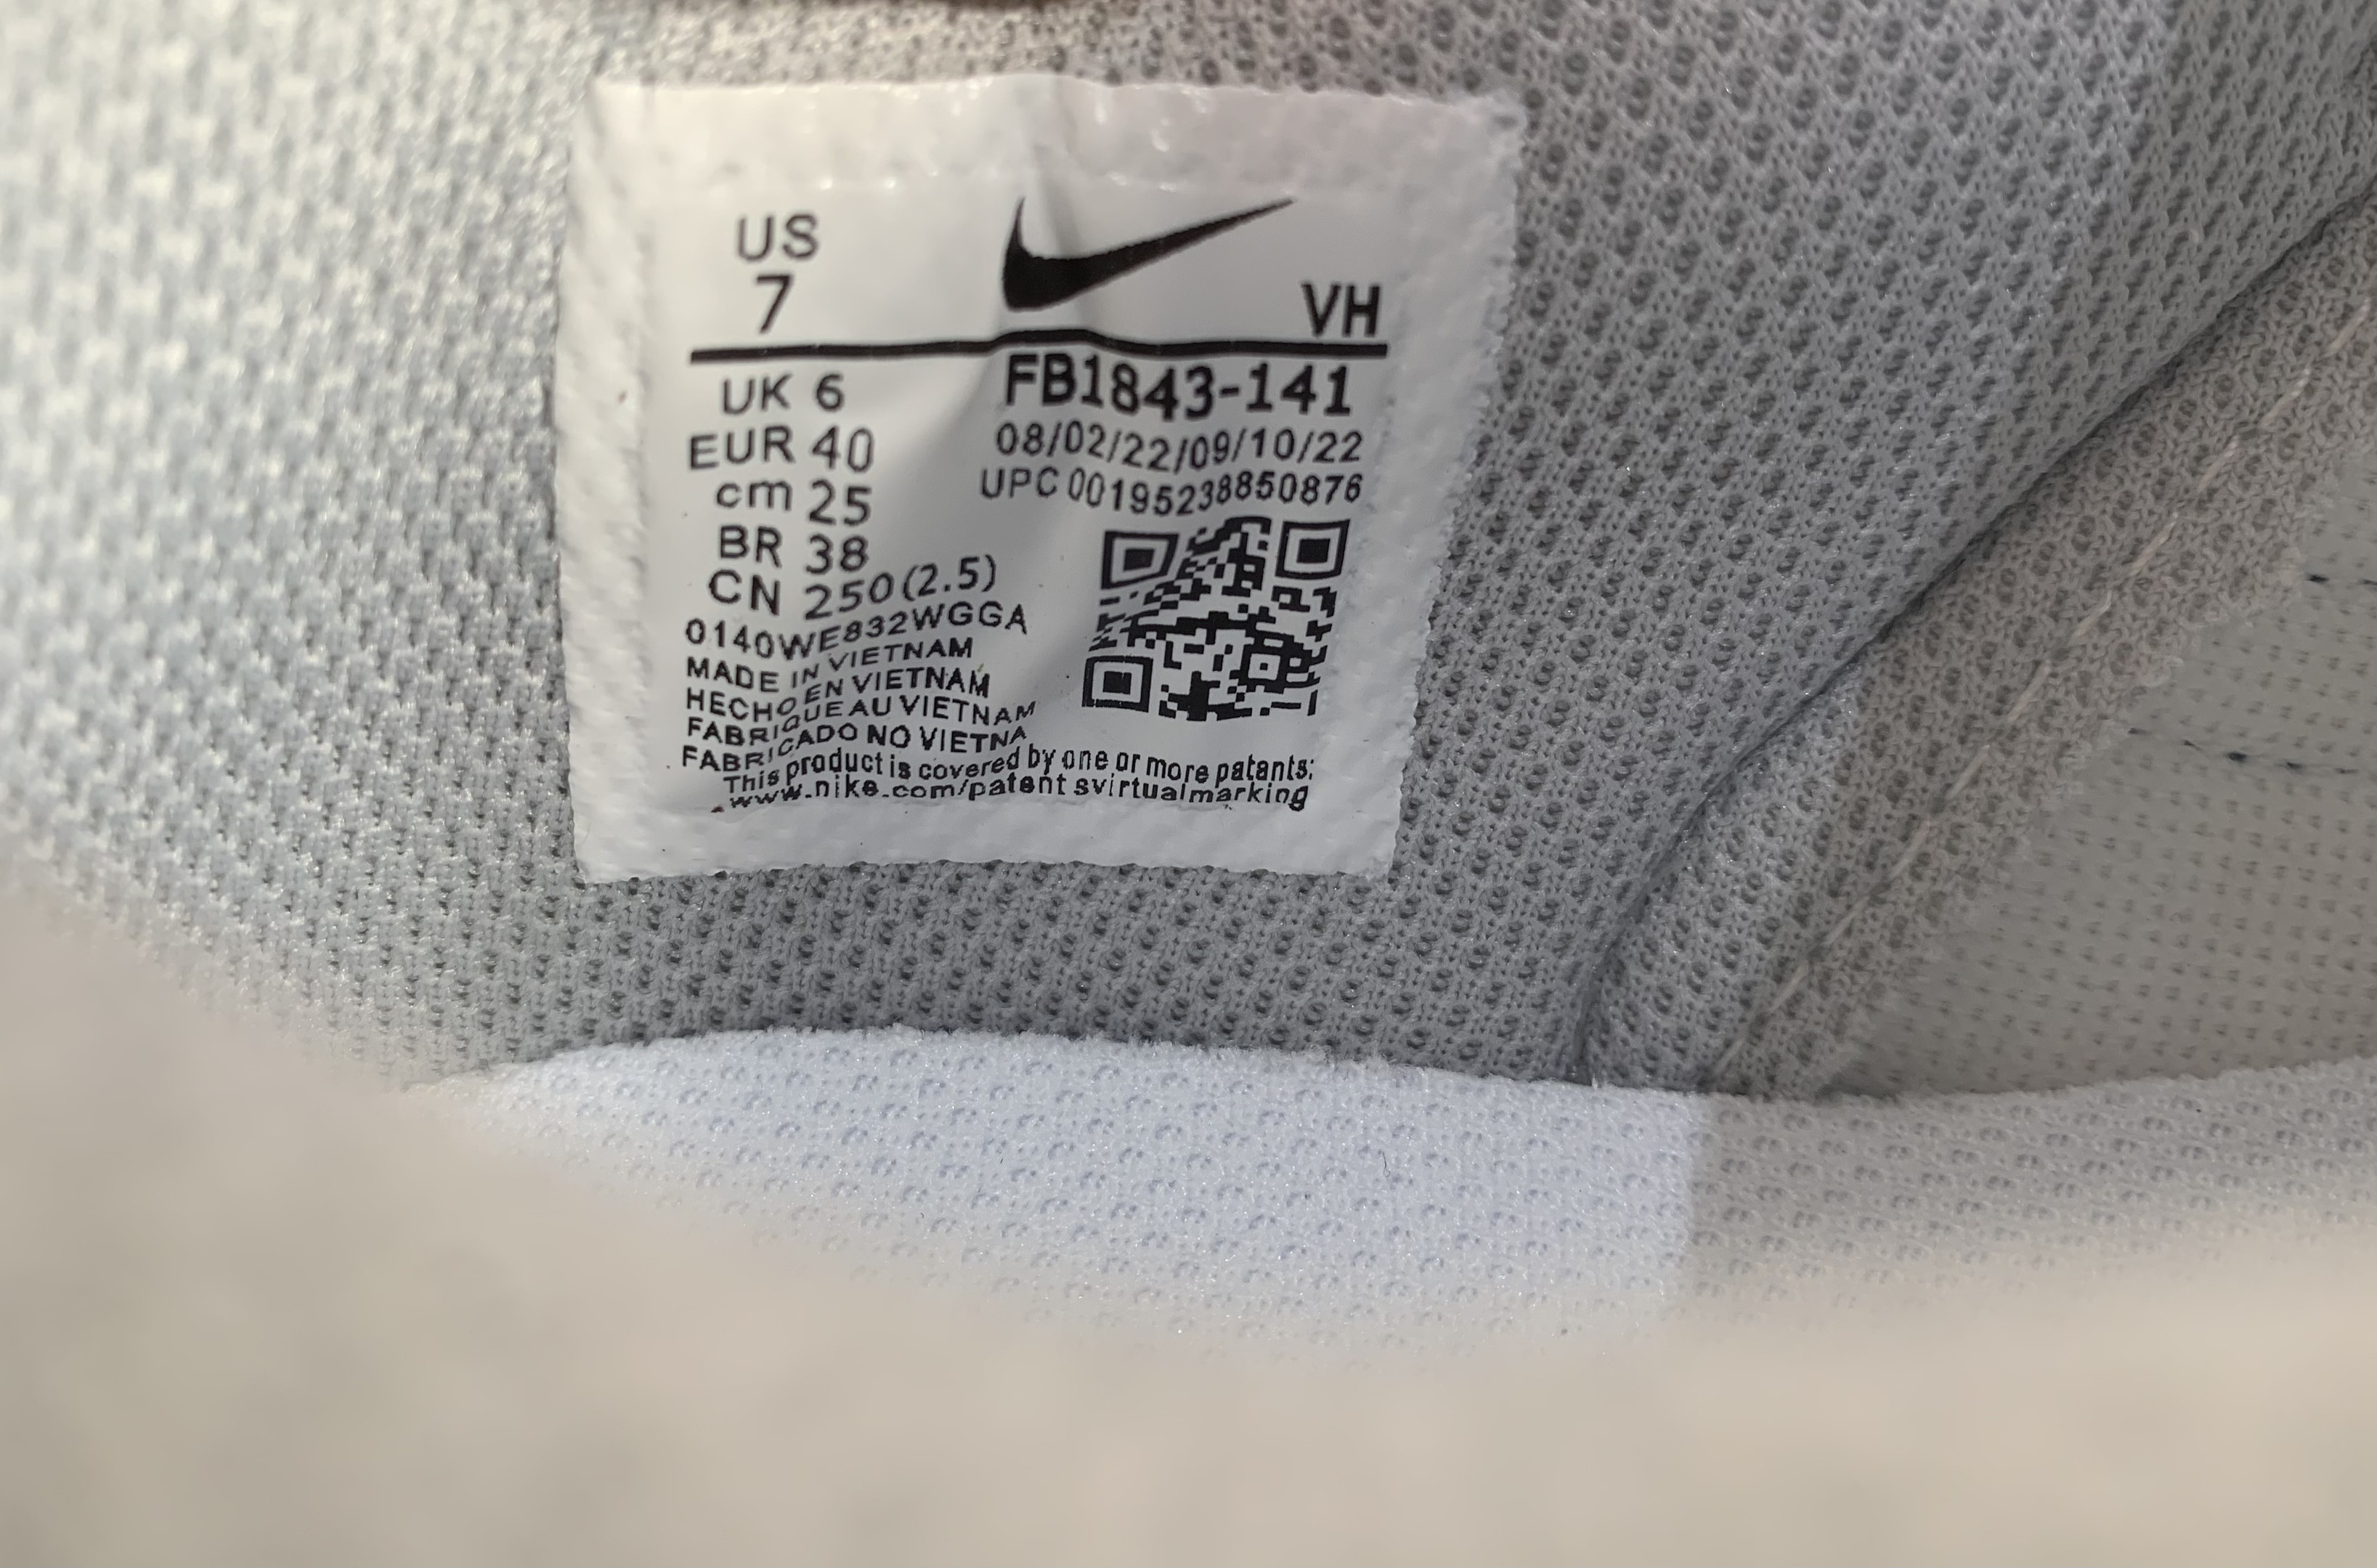 US
7
VH
UK 6
EUR 40
cm 25
BR 38
CN 250(2.5)
FB1843-141
08/02/22/09/10/22
UPC 00195238850876
0140WE832WGGA
MADE IN VIETNAM
HECHO EN VIETNAM
FABRIQUE AU VIETNAM
FABRICADO NO VIETNA
This product is covered by one or more patants:
www.nike.com/patent svirtualmarking